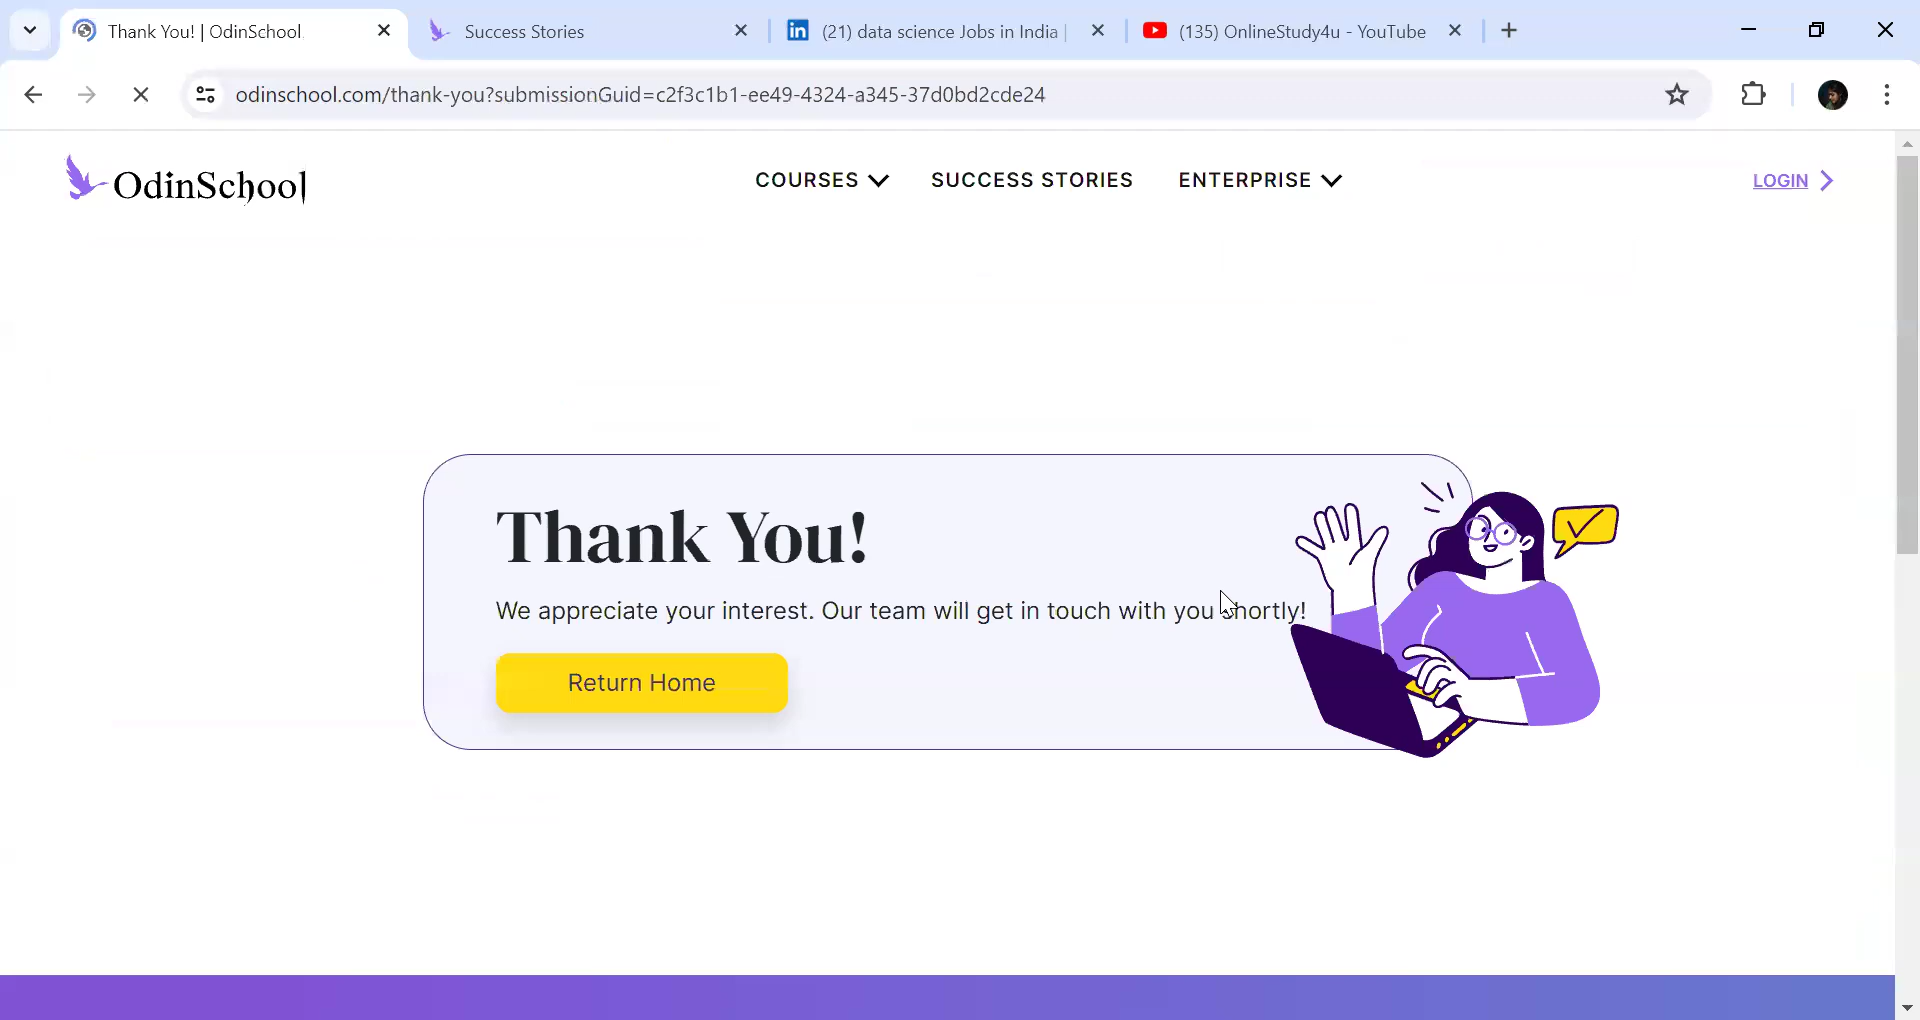 Thank You! | OdinSchool
Success Stories
(21) data science Jobs in India |
(135) OnlineStudy4u - YouTube
odinschool.com/thank-you?submissionGuid=c2f3c1b1-ee49-4324-a345-37d0bd2cde24
OdinSchool
COURSES
SUCCESS STORIES
ENTERPRISE
LOGIN
Thank You!
We appreciate your interest. Our team will get in touch with you shortly!
Return Home